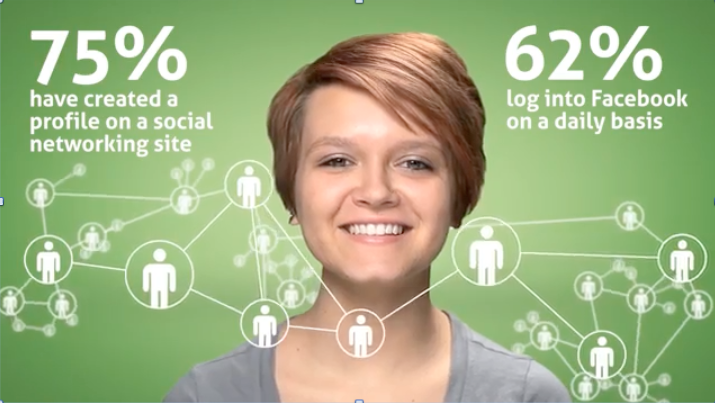 75%
have created a
profile on a social
networking site
62%
log into Facebook
on a daily basis